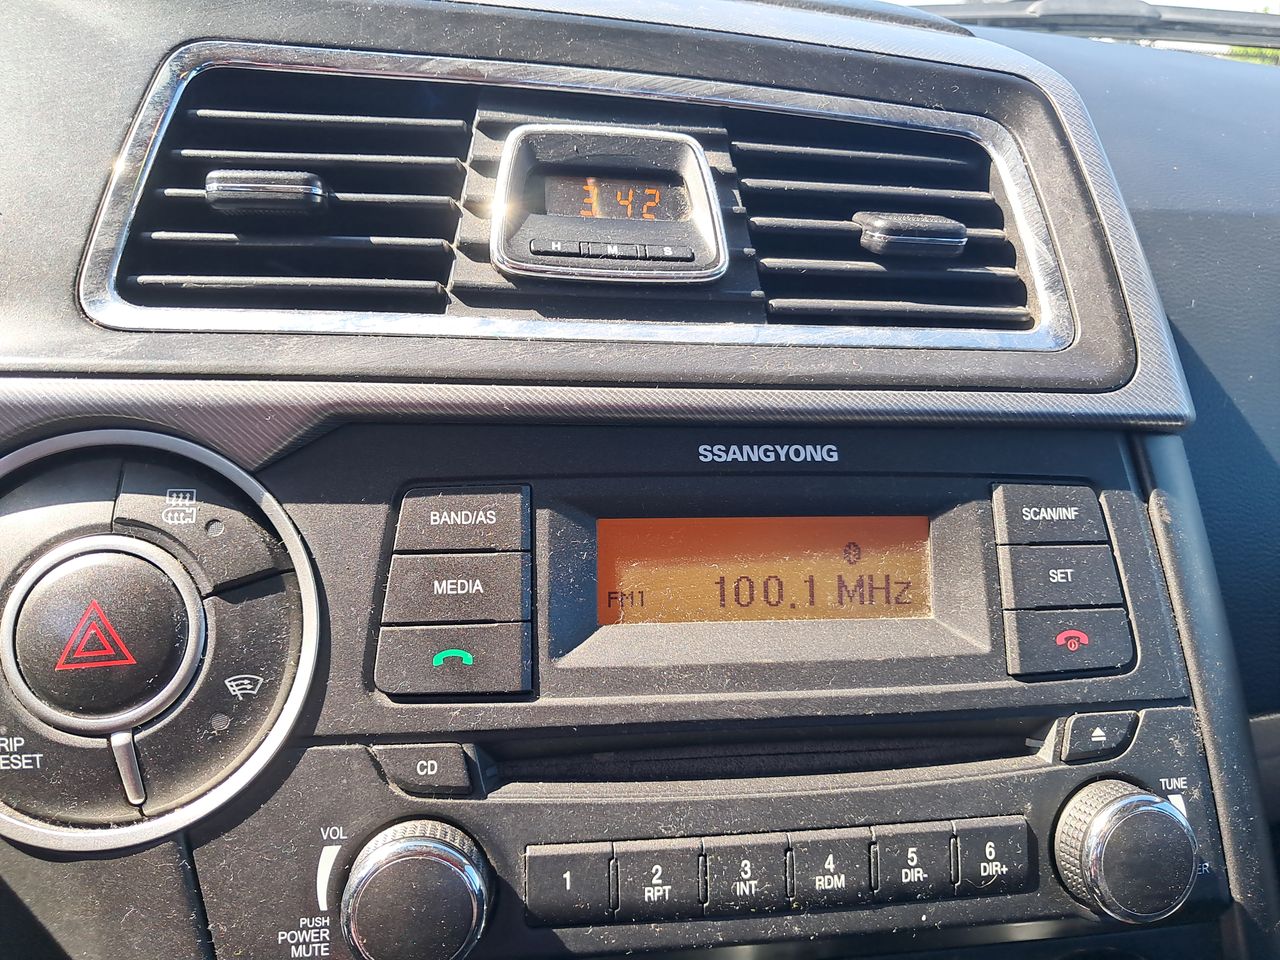 3 42
H M S
SSANGYONG
BAND/AS
SCAN/INF
MEDIA
SET
FM1 100.1 MHz
RIP
ESET
CD
TUNE
VOL
1
2
RPT
3
INT
4
RDM
5
DIR-
6
DIR+
ER
PUSH
POWER
MUTE